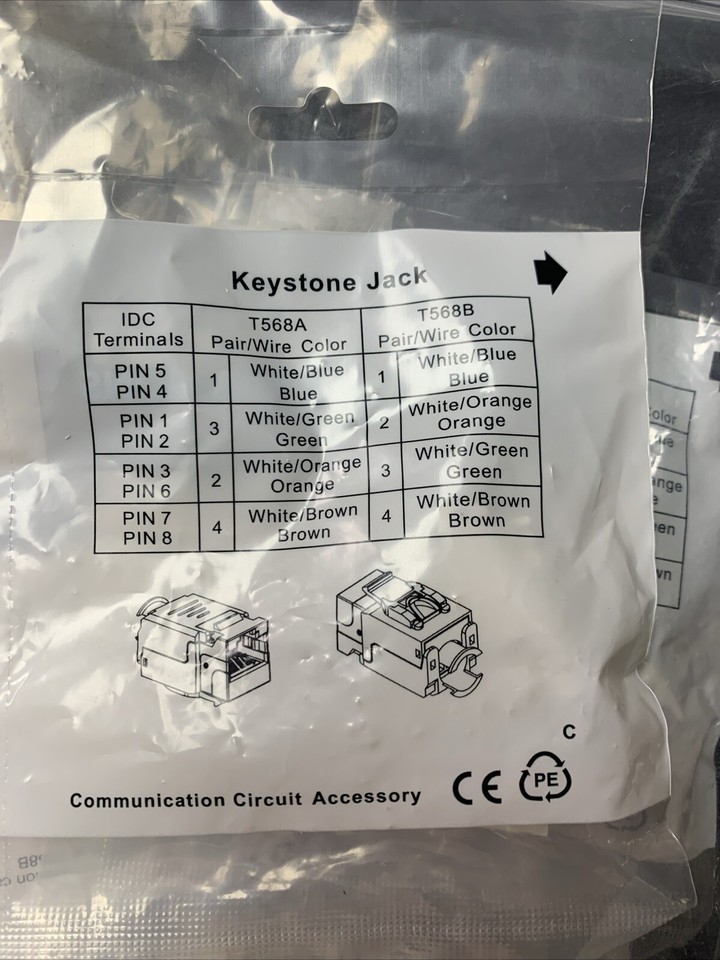 Keystone Jack
IDC Terminals T568A Pair/Wire Color T568B Pair/Wire Color
PIN 5 PIN 4 1 White/Blue Blue 1 White/Blue Blue
PIN 1 PIN 2 3 White/Green Green 2 White/Orange Orange
PIN 3 PIN 6 2 White/Orange Orange 3 White/Green Green
PIN 7 PIN 8 4 White/Brown Brown 4 White/Brown Brown
C
Communication Circuit Accessory CE PE